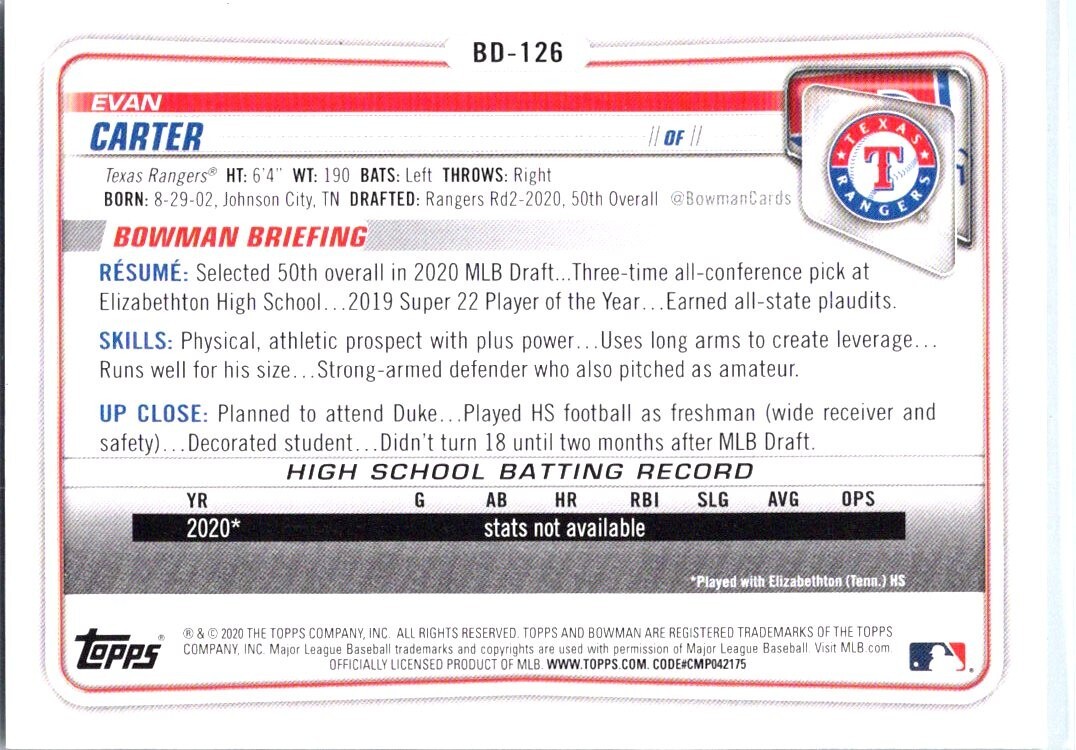 BD-126
EVAN
CARTER // OF //
TEXAS RANGERS T ®
Texas Rangers® HT: 6'4" WT: 190 BATS: Left THROWS: Right
BORN: 8-29-02, Johnson City, TN DRAFTED: Rangers Rd2-2020, 50th Overall @BowmanCards
BOWMAN BRIEFING
RÉSUMÉ: Selected 50th overall in 2020 MLB Draft...Three-time all-conference pick at
Elizabethton High School...2019 Super 22 Player of the Year...Earned all-state plaudits.
SKILLS: Physical, athletic prospect with plus power...Uses long arms to create leverage...
Runs well for his size...Strong-armed defender who also pitched as amateur.
UP CLOSE: Planned to attend Duke...Played HS football as freshman (wide receiver and
safety)...Decorated student...Didn't turn 18 until two months after MLB Draft.
HIGH SCHOOL BATTING RECORD
YR G AB HR RBI SLG AVG OPS
2020* stats not available
*Played with Elizabethton (Tenn.) HS
Topps®
® & © 2020 THE TOPPS COMPANY, INC. ALL RIGHTS RESERVED. TOPPS AND BOWMAN ARE REGISTERED TRADEMARKS OF THE TOPPS
COMPANY, INC. Major League Baseball trademarks and copyrights are used with permission of Major League Baseball. Visit MLB.com
OFFICIALLY LICENSED PRODUCT OF MLB. WWW.TOPPS.COM. CODE#CMP042175